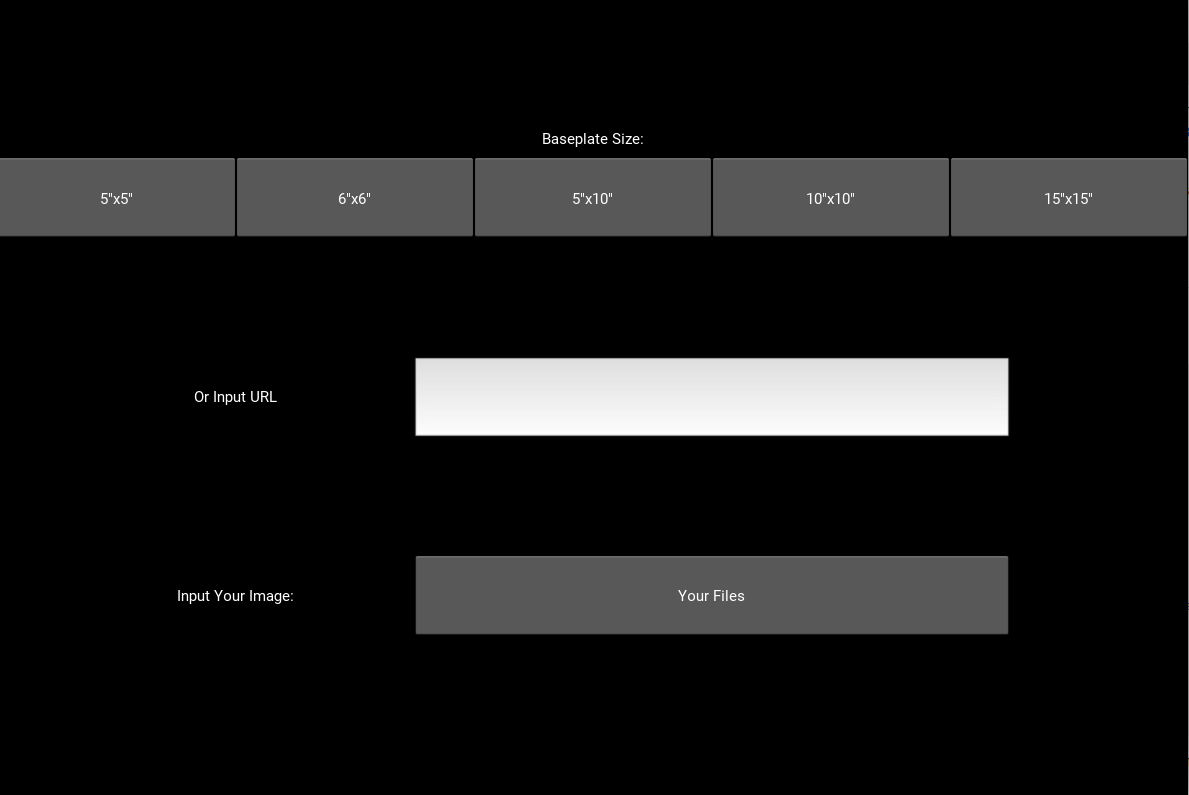 Baseplate Size:
5"x5" 6"x6" 5"x10" 10"x10" 15"x15"
Or Input URL
Input Your Image: Your Files